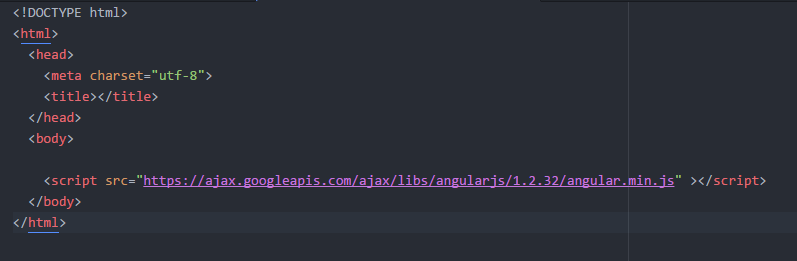 <!DOCTYPE html>
<html>
<head>
<meta charset="utf-8">
<title></title>
</head>
<body>
<script src="https://ajax.googleapis.com/ajax/libs/angularjs/1.2.32/angular.min.js" ></script>
</body>
</html>